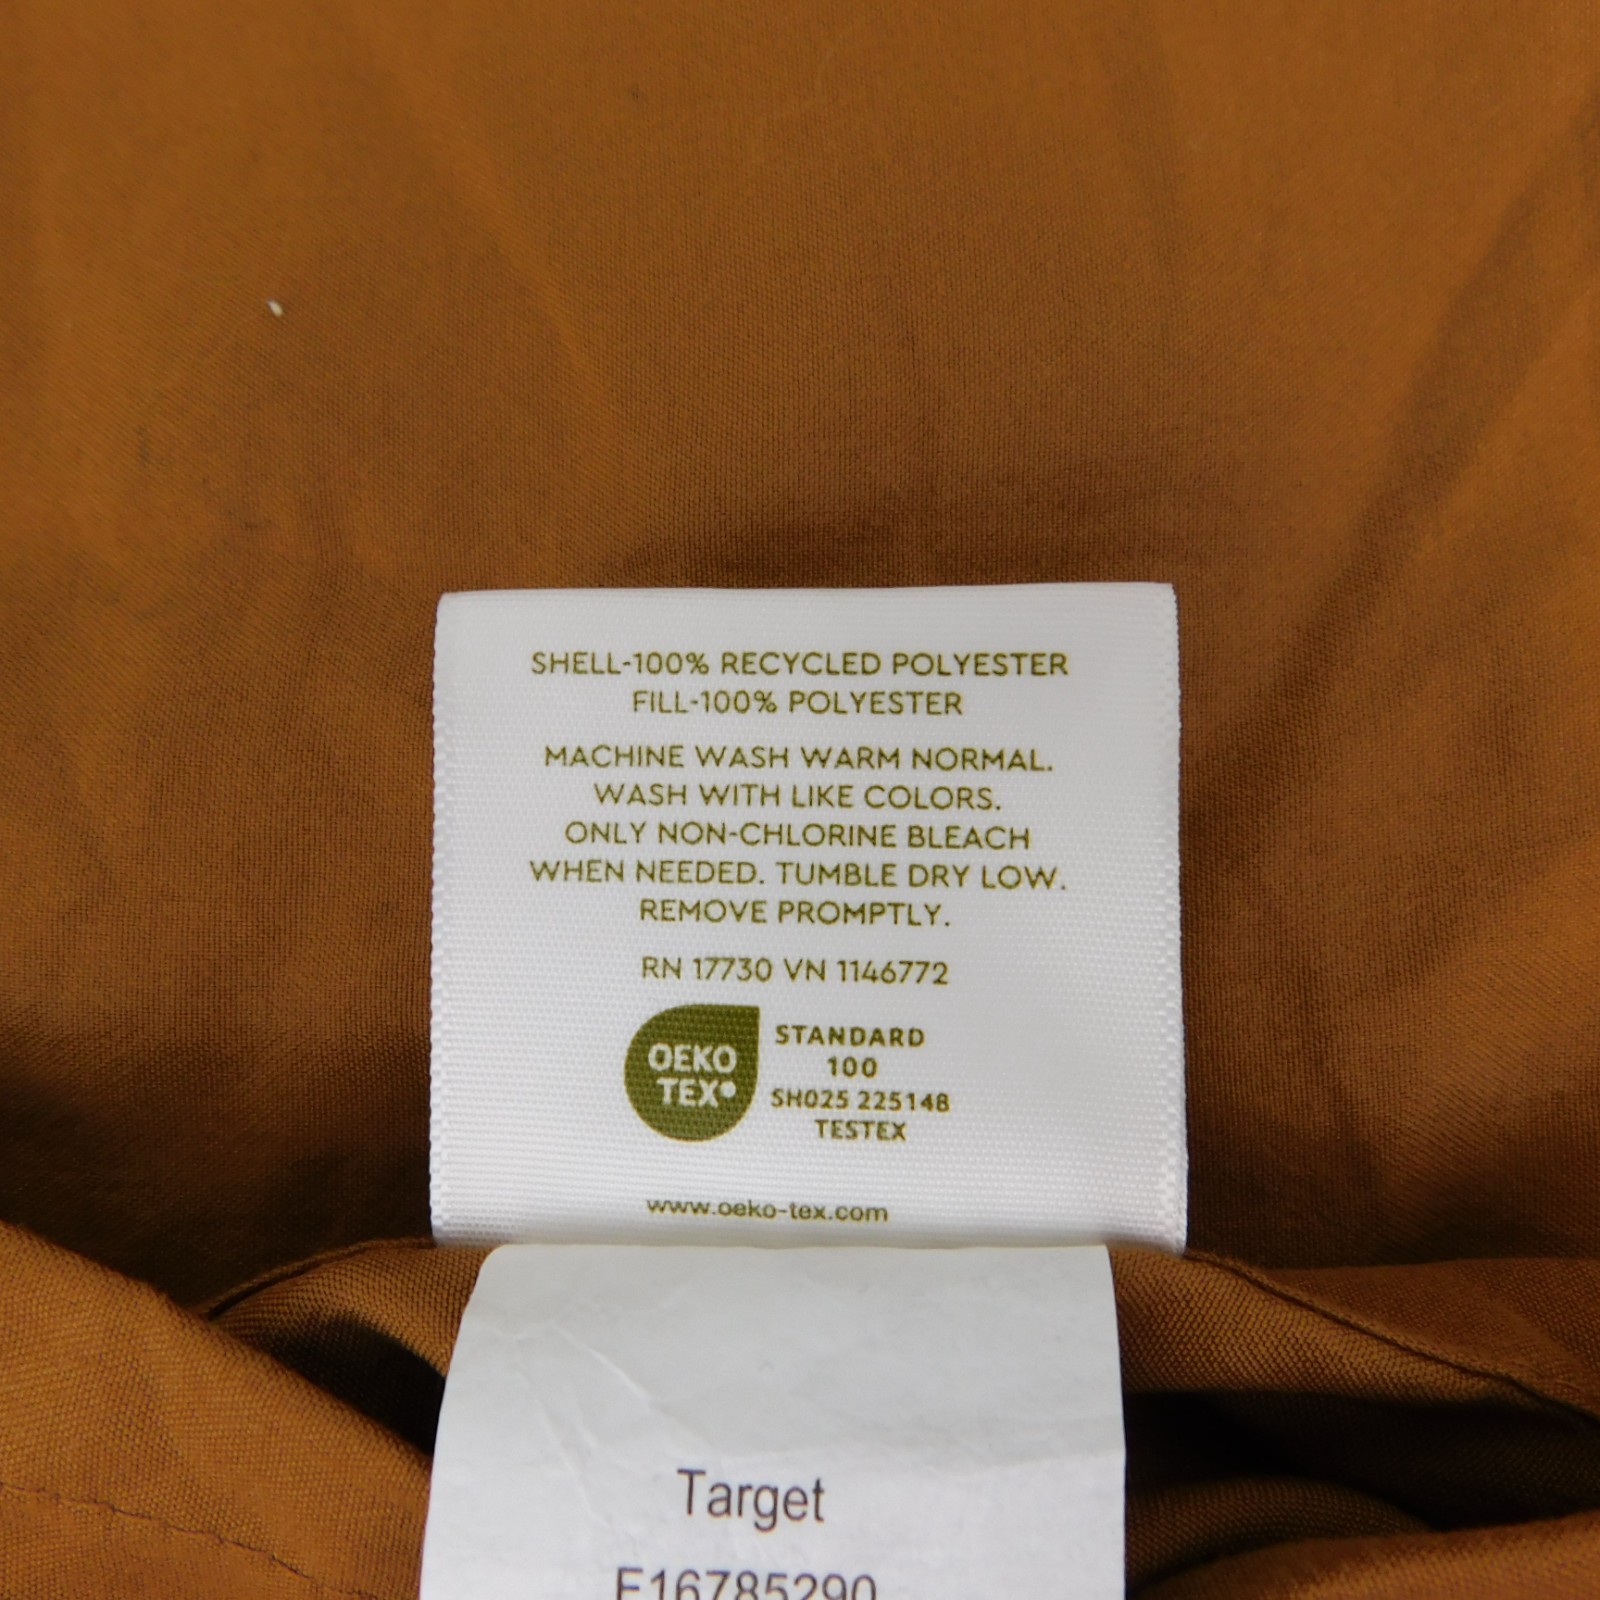 SHELL-100% RECYCLED POLYESTER
FILL-100% POLYESTER
MACHINE WASH WARM NORMAL.
WASH WITH LIKE COLORS.
ONLY NON-CHLORINE BLEACH
WHEN NEEDED. TUMBLE DRY LOW.
REMOVE PROMPTLY.
RN 17730 VN 1146772
OEKO
TEX®
STANDARD
100
SH025 225148
TESTEX
www.oeko-tex.com
Target
F16785290